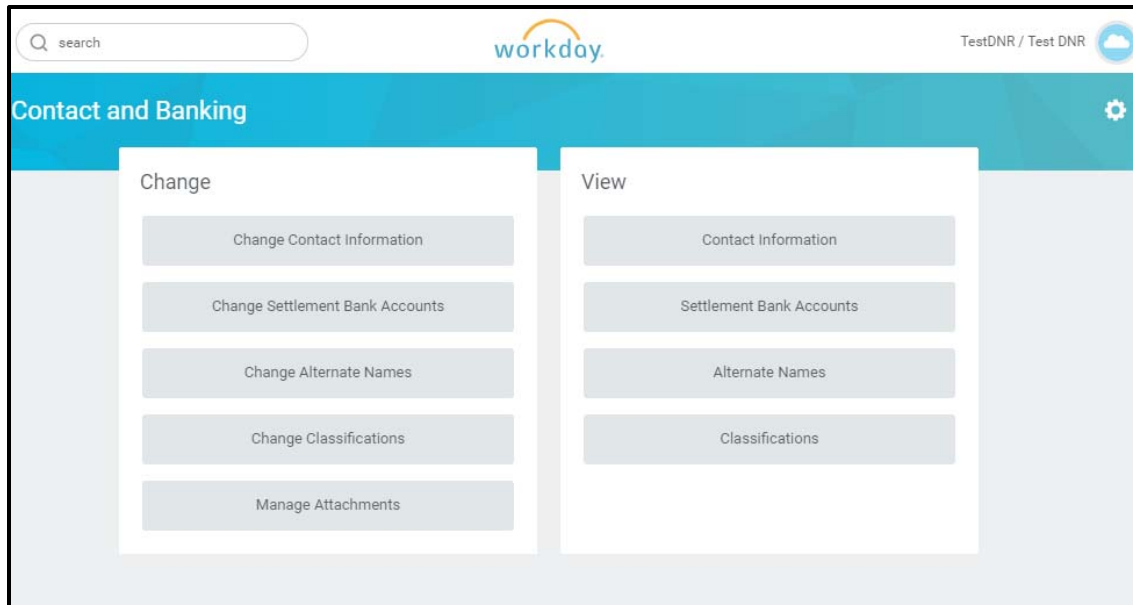 search
workday.
TestDNR / Test DNR
Contact and Banking
Change
Change Contact Information
Change Settlement Bank Accounts
Change Alternate Names
Change Classifications
Manage Attachments
View
Contact Information
Settlement Bank Accounts
Alternate Names
Classifications